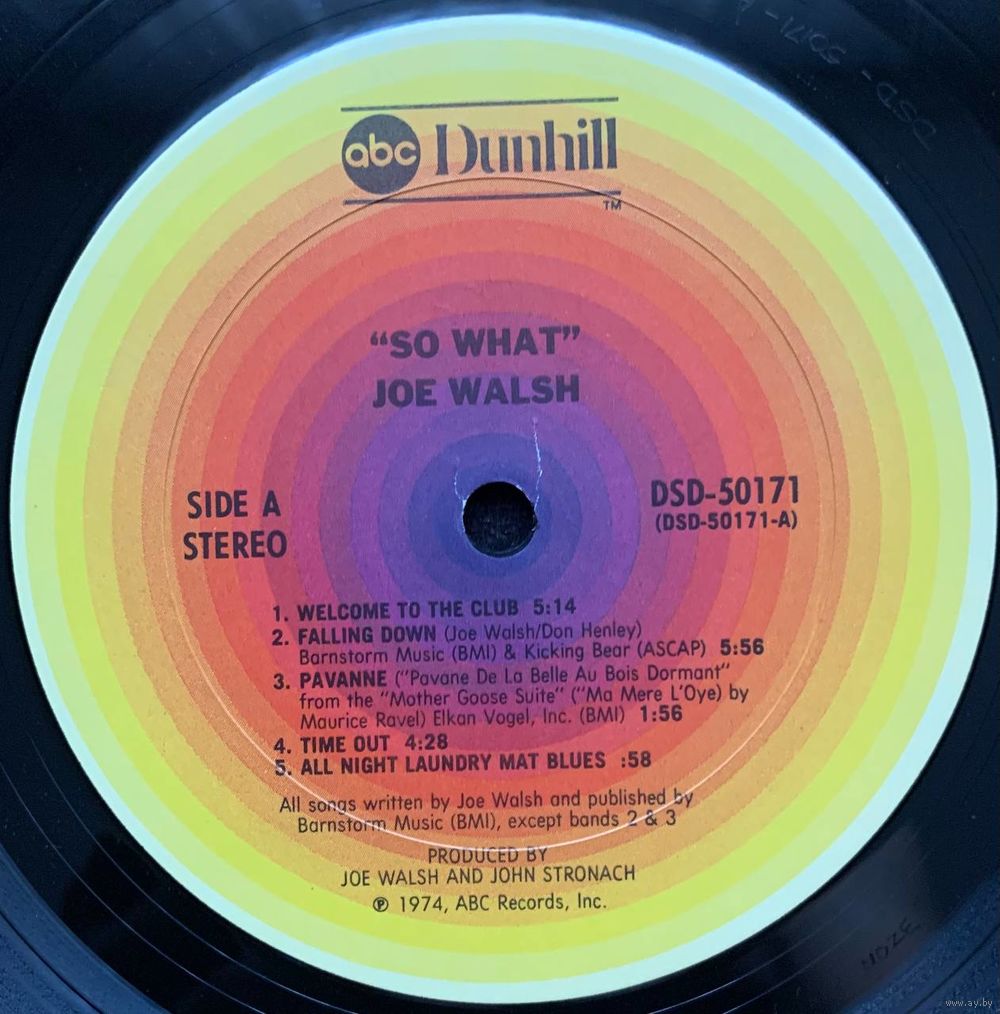 abc Dunhill
TM
“SO WHAT”
JOE WALSH
SIDE A
STEREO
DSD-50171
(DSD-50171-A)
1. WELCOME TO THE CLUB 5:14
2. FALLING DOWN (Joe Walsh/Don Henley)
Barnstorm Music (BMI) & Kicking Bear (ASCAP) 5:56
3. PAVANNE (“Pavane De La Belle Au Bois Dormant”
from the “Mother Goose Suite” (“Ma Mere L’Oye) by
Maurice Ravel) Elkan Vogel, Inc. (BMI) 1:56
4. TIME OUT 4:28
5. ALL NIGHT LAUNDRY MAT BLUES :58
All songs written by Joe Walsh and published by
Barnstorm Music (BMI), except bands 2 & 3
PRODUCED BY
JOE WALSH AND JOHN STRONACH
℗ 1974, ABC Records, Inc.
www.ay.by